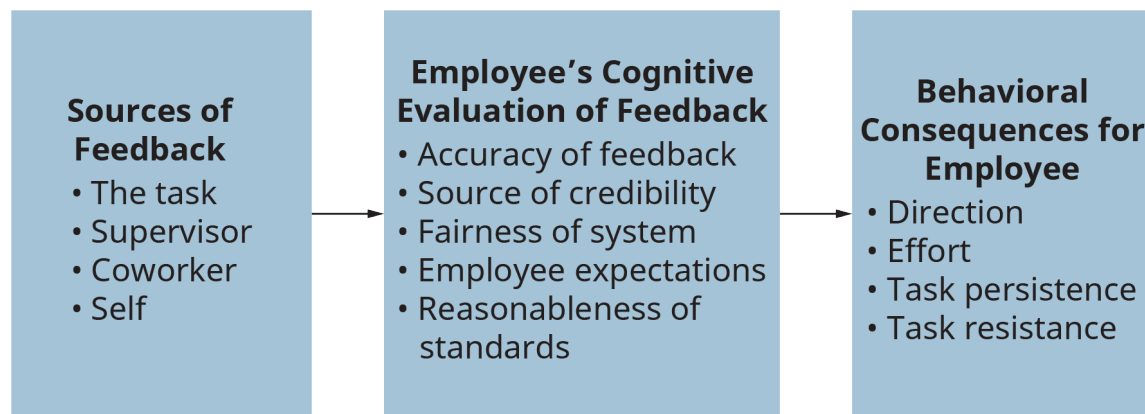 Sources of
Feedback
• The task
• Supervisor
• Coworker
• Self
Employee’s Cognitive
Evaluation of Feedback
• Accuracy of feedback
• Source of credibility
• Fairness of system
• Employee expectations
• Reasonableness of
standards
Behavioral
Consequences for
Employee
• Direction
• Effort
• Task persistence
• Task resistance